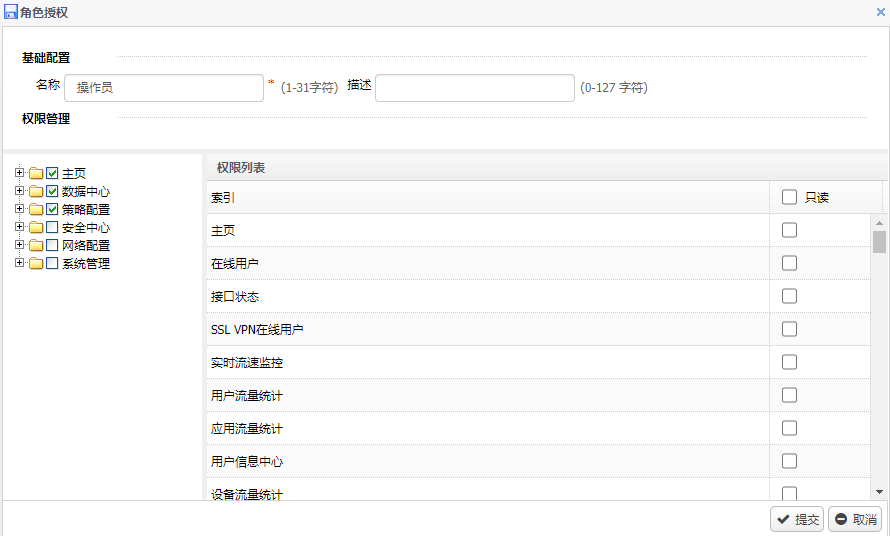 角色授权
基础配置
名称 操作员 * (1-31字符) 描述 (0-127 字符)
权限管理
主页
数据中心
策略配置
安全中心
网络配置
系统管理
权限列表
索引 只读
主页
在线用户
接口状态
SSL VPN在线用户
实时流速监控
用户流量统计
应用流量统计
用户信息中心
设备流量统计
提交 取消